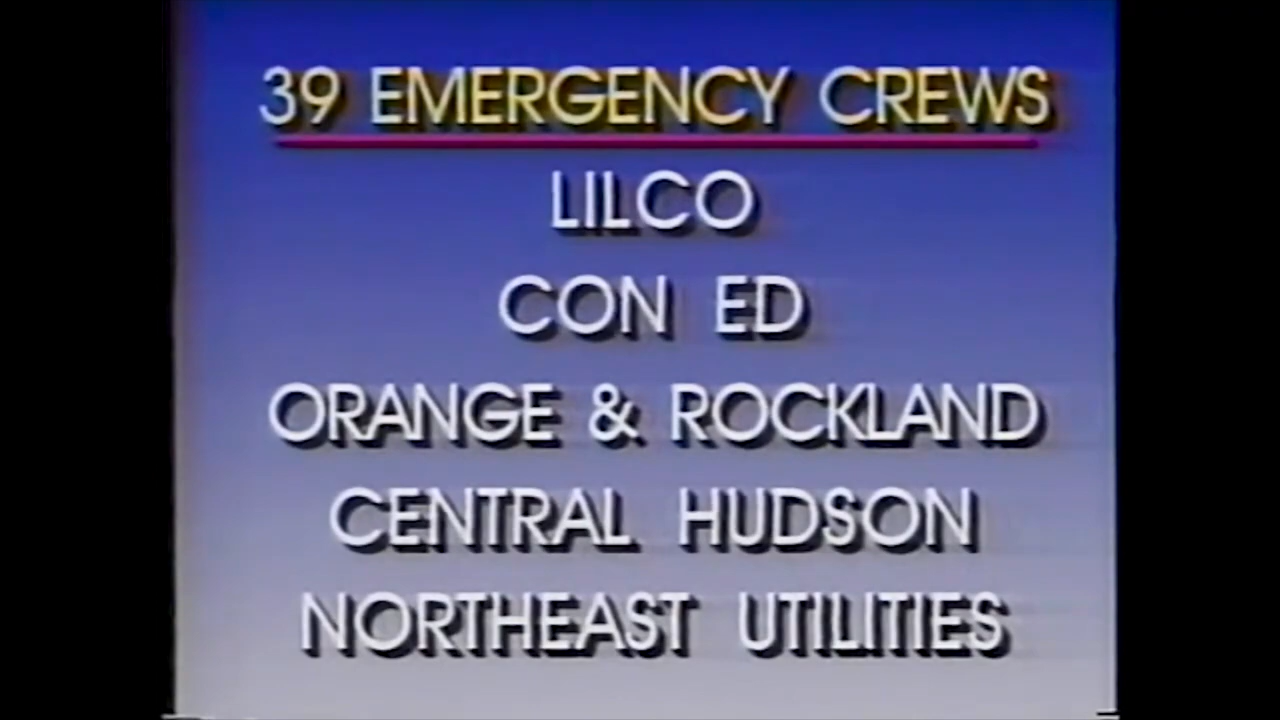 39 EMERGENCY CREWS
LILCO
CON ED
ORANGE & ROCKLAND
CENTRAL HUDSON
NORTHEAST UTILITIES